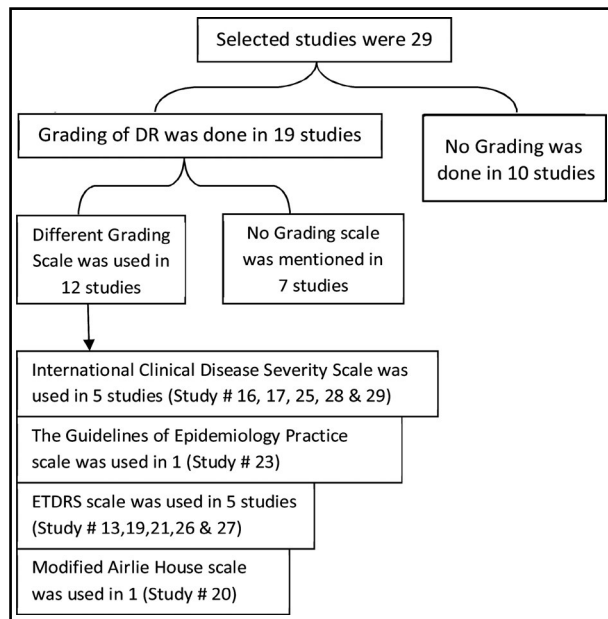 Selected studies were 29
Grading of DR was done in 19 studies
No Grading was
done in 10 studies
Different Grading
Scale was used in
12 studies
No Grading scale
was mentioned in
7 studies
International Clinical Disease Severity Scale was
used in 5 studies (Study # 16, 17, 25, 28 & 29)
The Guidelines of Epidemiology Practice
scale was used in 1 (Study # 23)
ETDRS scale was used in 5 studies
(Study # 13,19,21,26 & 27)
Modified Airlie House scale
was used in 1 (Study # 20)